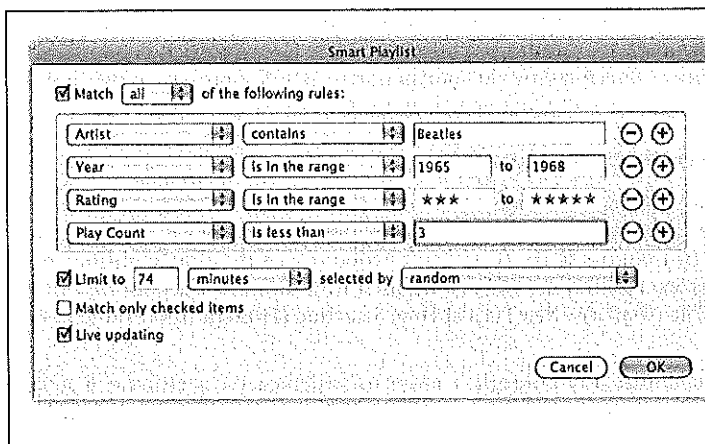 Smart Playlist
Match all of the following rules:
Artist contains Beatles
Year is in the range 1965 to 1968
Rating is in the range ★★★ to ★★★★★
Play Count is less than 3
Limit to 74 minutes selected by random
Match only checked items
Live updating
Cancel OK